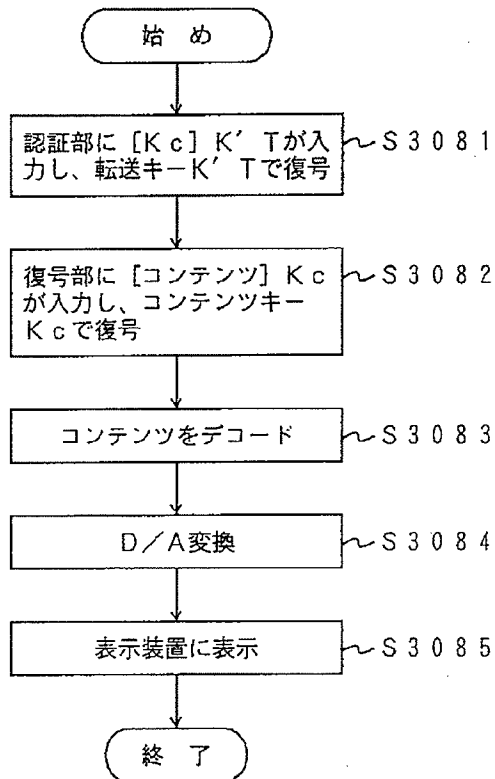 始 め
認証部に［Ｋｃ］Ｋ′Ｔが入
力し、転送キーＫ′Ｔで復号
Ｓ３０８１
復号部に［コンテンツ］Ｋｃ
が入力し、コンテンツキー
Ｋｃで復号
Ｓ３０８２
コンテンツをデコード
Ｓ３０８３
Ｄ／Ａ変換
Ｓ３０８４
表示装置に表示
Ｓ３０８５
終 了